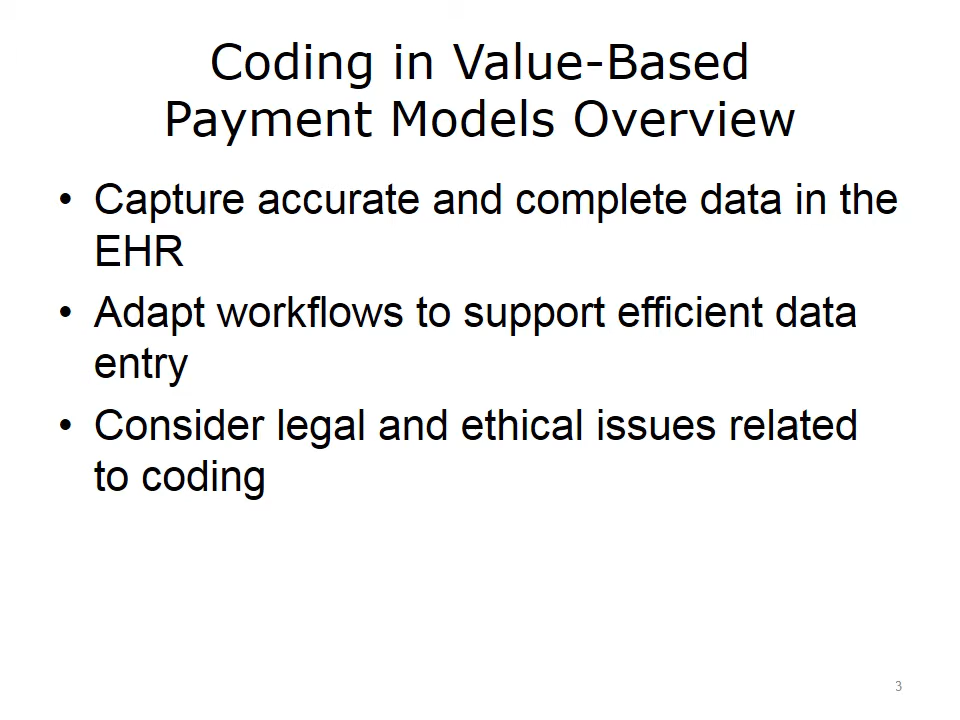 Coding in Value-Based
Payment Models Overview
• Capture accurate and complete data in the
EHR
• Adapt workflows to support efficient data
entry
• Consider legal and ethical issues related
to coding
3